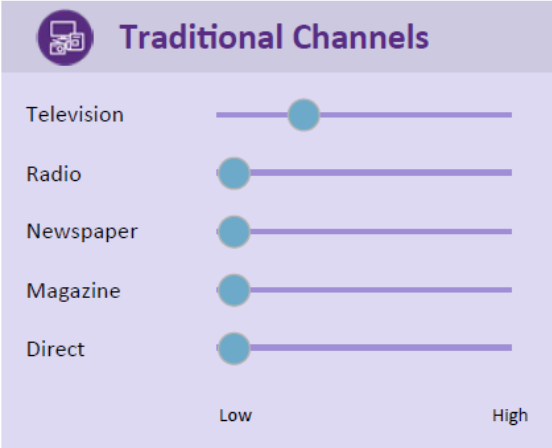 Traditional Channels
Television
Radio
Newspaper
Magazine
Direct
Low High